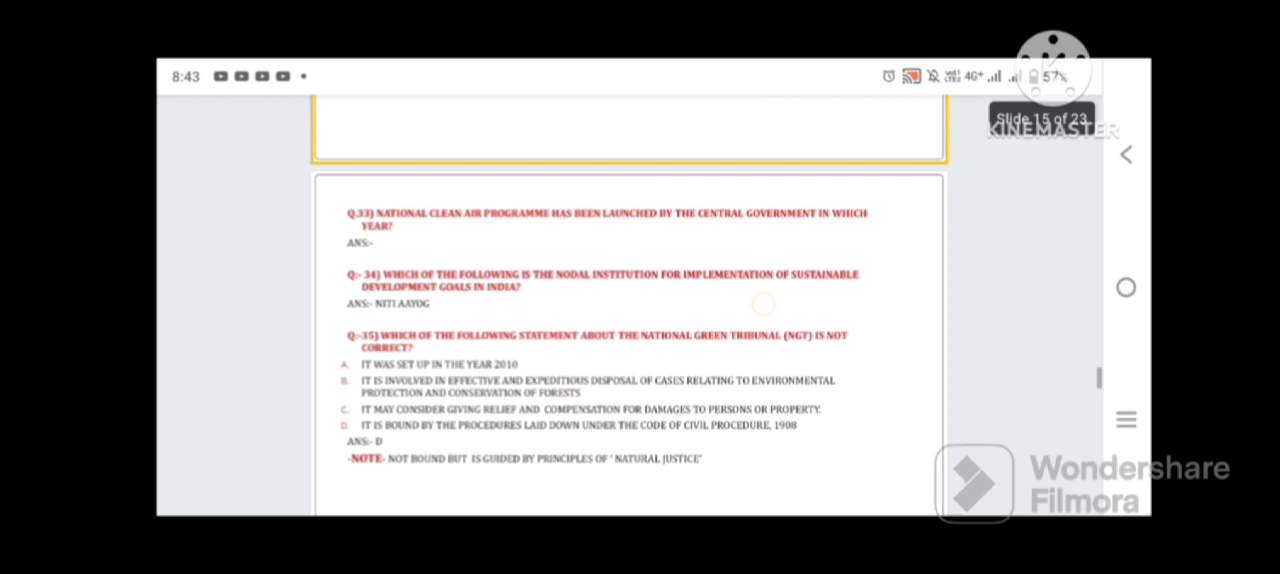 8:43
4G+ 57%
Slide 15 of 23
KINEMASTER
Q.33) NATIONAL CLEAN AIR PROGRAMME HAS BEEN LAUNCHED BY THE CENTRAL GOVERNMENT IN WHICH
YEAR?
ANS:-
Q:- 34) WHICH OF THE FOLLOWING IS THE NODAL INSTITUTION FOR IMPLEMENTATION OF SUSTAINABLE
DEVELOPMENT GOALS IN INDIA?
ANS:- NITI AAYOG
Q:-35) WHICH OF THE FOLLOWING STATEMENT ABOUT THE NATIONAL GREEN TRIBUNAL (NGT) IS NOT
CORRECT?
A. IT WAS SET UP IN THE YEAR 2010
B. IT IS INVOLVED IN EFFECTIVE AND EXPEDITIOUS DISPOSAL OF CASES RELATING TO ENVIRONMENTAL
PROTECTION AND CONSERVATION OF FORESTS
C. IT MAY CONSIDER GIVING RELIEF AND COMPENSATION FOR DAMAGES TO PERSONS OR PROPERTY.
D. IT IS BOUND BY THE PROCEDURES LAID DOWN UNDER THE CODE OF CIVIL PROCEDURE, 1908
ANS:- D
-NOTE- NOT BOUND BUT IS GUIDED BY PRINCIPLES OF ' NATURAL JUSTICE'
Wondershare
Filmora